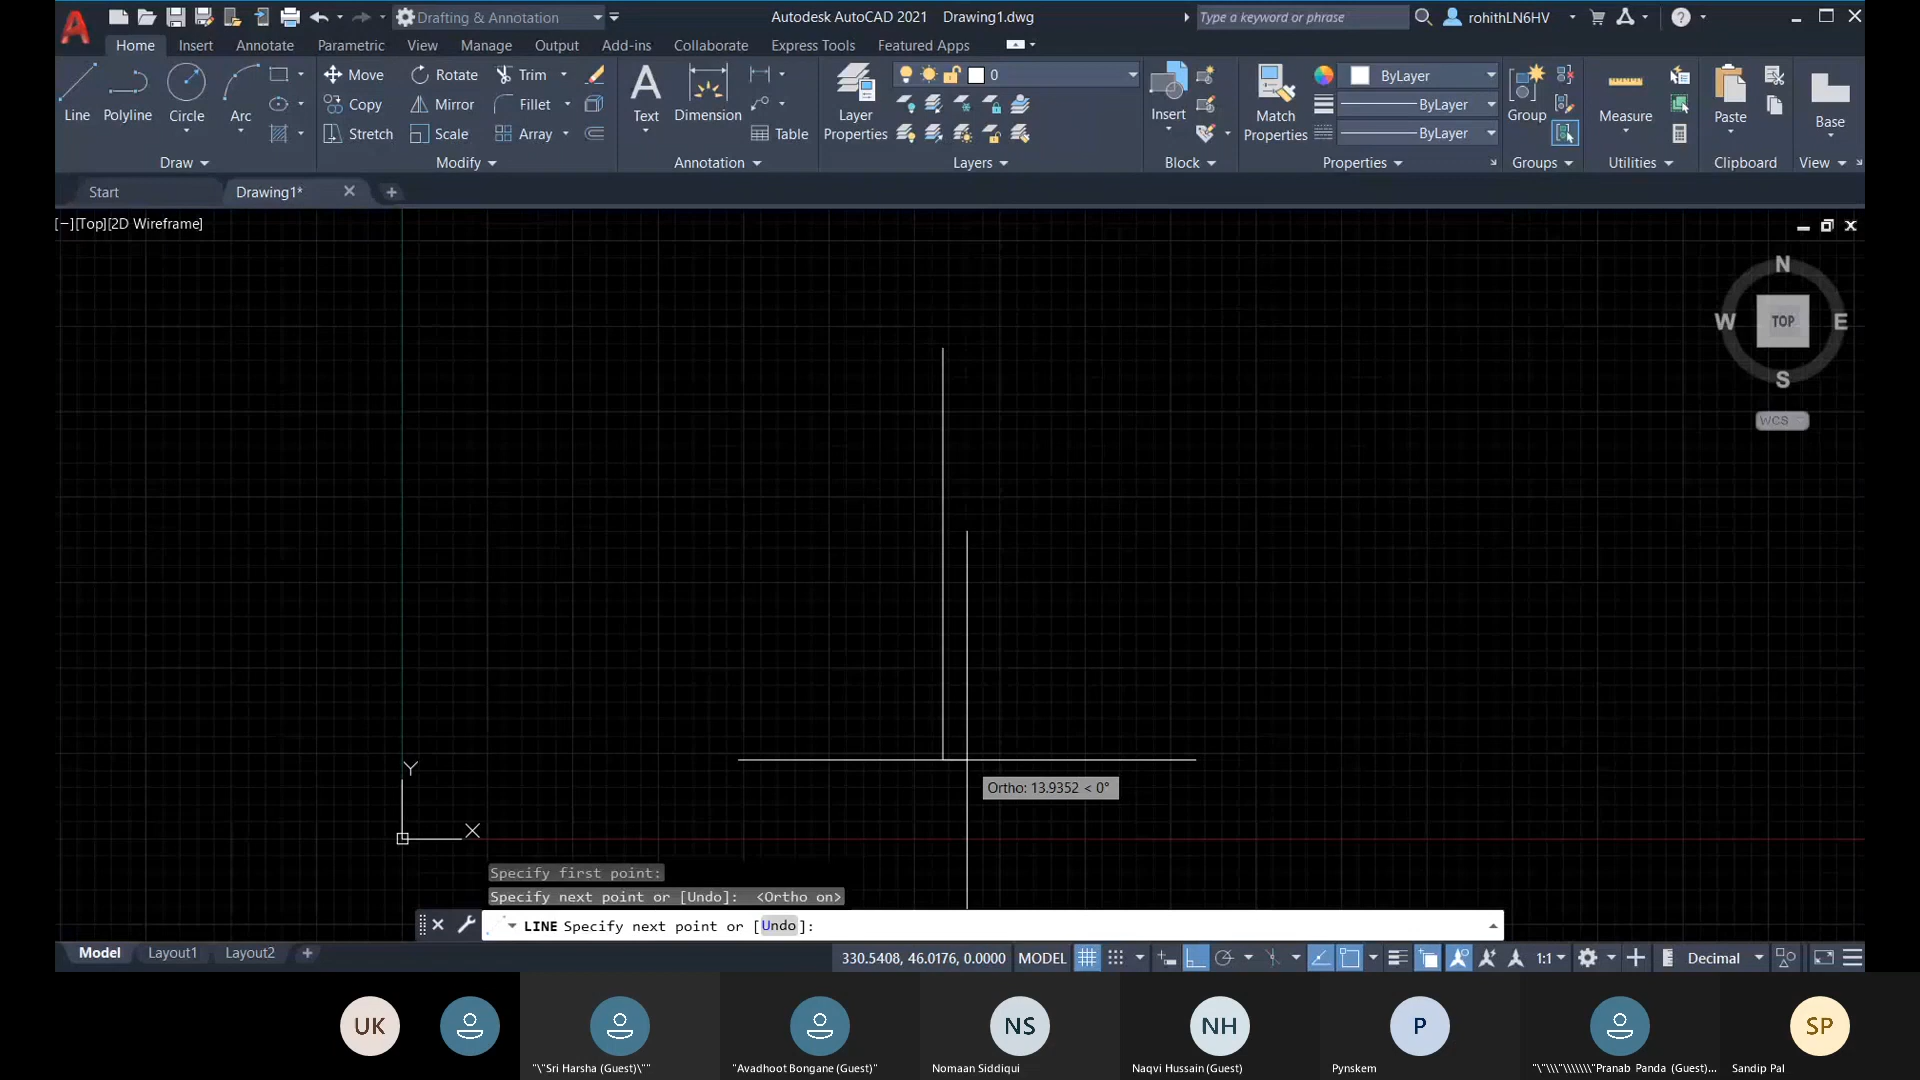 Drafting & Annotation
Autodesk AutoCAD 2021 Drawing1.dwg
Type a keyword or phrase
rohithLN6HV
Home Insert Annotate Parametric View Manage Output Add-ins Collaborate Express Tools Featured Apps
Line Polyline Circle Arc
Move Rotate Trim
Copy Mirror Fillet
Stretch Scale Array
Text Dimension Table
Layer Properties
0
Insert
Match Properties
ByLayer
ByLayer
ByLayer
Group
Measure
Paste
Base
Draw Modify Annotation Layers Block Properties Groups Utilities Clipboard View
Start Drawing1*
[−][Top][2D Wireframe]
N
W TOP E
S
WCS
Y
X
Ortho: 13.9352 < 0°
Specify first point:
Specify next point or [Undo]: <Ortho on>
LINE Specify next point or [Undo]:
Model Layout1 Layout2
330.5408, 46.0176, 0.0000 MODEL 1:1 Decimal
UK NS NH P SP
"\"Sri Harsha (Guest)\"" "Avadhoot Bongane (Guest)" Nomaan Siddiqui Naqvi Hussain (Guest) Pynskem "\"\\\"\\\\\\\"Pranab Panda (Guest)... Sandip Pal